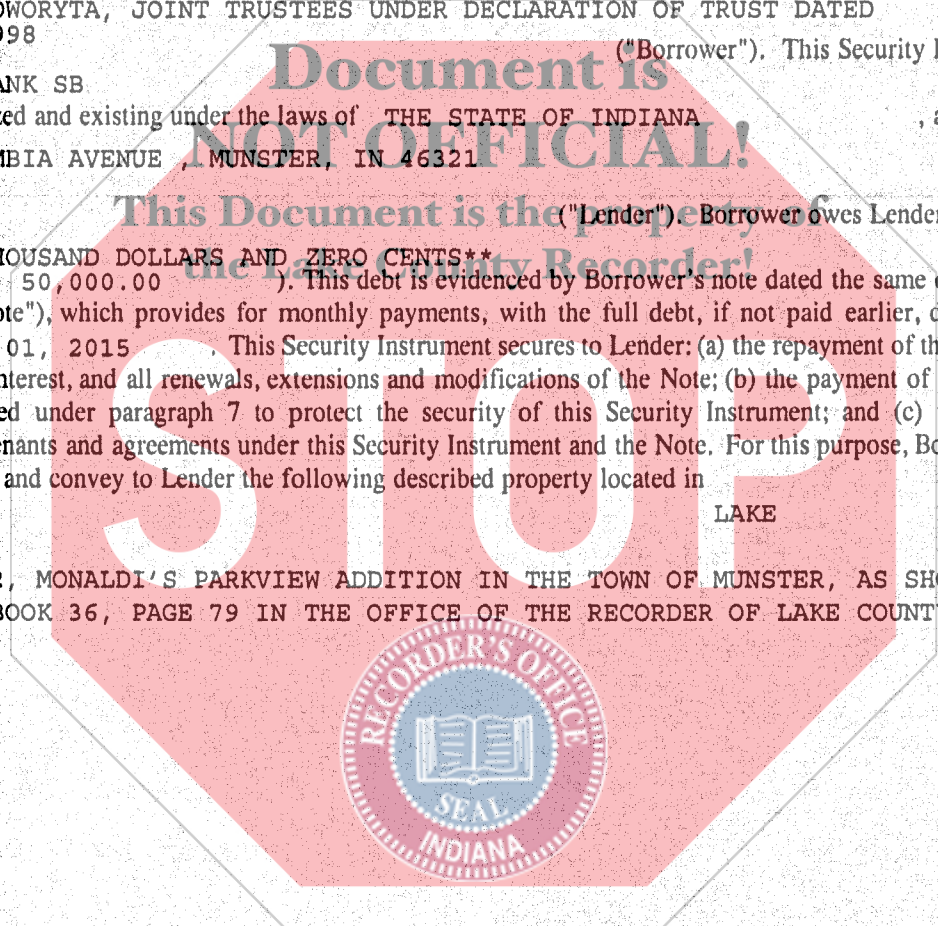 OWORYTA, JOINT TRUSTEES UNDER DECLARATION OF TRUST DATED
998
("Borrower"). This Security
Document is
ANK SB
ed and existing under the laws of THE STATE OF INDIANA , a
NOT OFFICIAL!
MBIA AVENUE , MUNSTER, IN 46321
This Document is the property of
("Lender"). Borrower owes Lender
the Lake County Recorder!
HOUSAND DOLLARS AND ZERO CENTS**
50,000.00 ). This debt is evidenced by Borrower's note dated the same
ote"), which provides for monthly payments, with the full debt, if not paid earlier,
01, 2015 . This Security Instrument secures to Lender: (a) the repayment of th
nterest, and all renewals, extensions and modifications of the Note; (b) the payment of
ed under paragraph 7 to protect the security of this Security Instrument; and (c)
nants and agreements under this Security Instrument and the Note. For this purpose, Bo
and convey to Lender the following described property located in
LAKE
STOP
2, MONALDI'S PARKVIEW ADDITION IN THE TOWN OF MUNSTER, AS SHO
BOOK 36, PAGE 79 IN THE OFFICE OF THE RECORDER OF LAKE COUNT
RECORDER'S OFFICE
SEAL
INDIANA